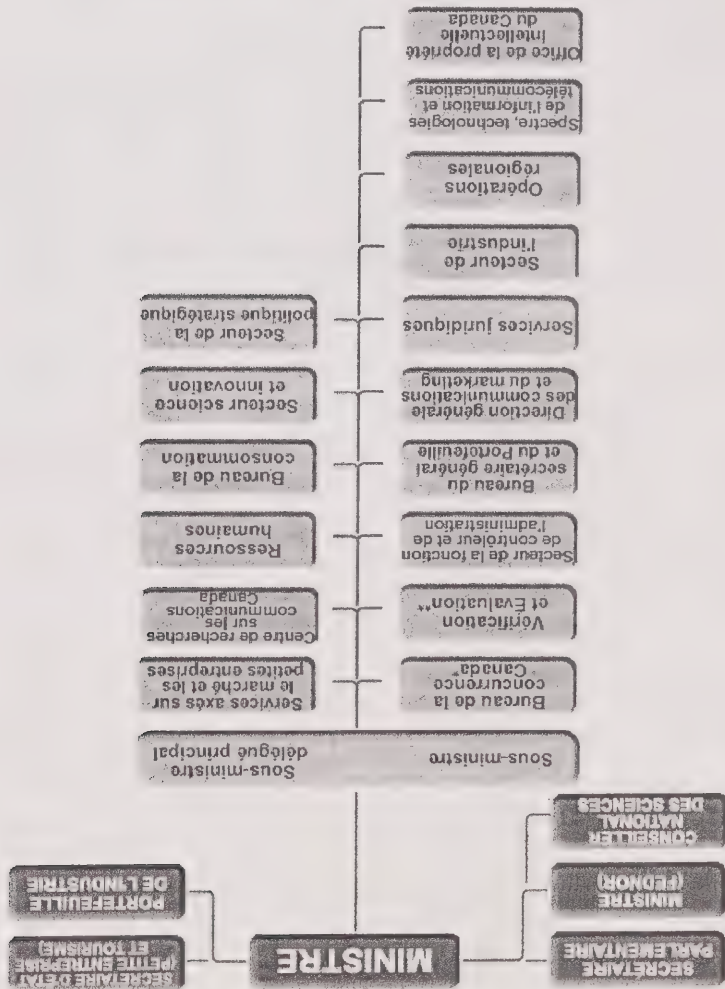 MINISTRE
SECRÉTAIRE
PARLEMENTAIRE
MINISTRE
(FEDNOR)
CONSEILLER
NATIONAL
DES SCIENCES
SECRÉTAIRE D'ÉTAT
(PETITE ENTREPRISE
ET TOURISME)
PORTEFEUILLE
DE L'INDUSTRIE
Sous-ministre
Sous-ministre
délégué principal
Bureau de la
concurrence
Canada*
Vérification
et Évaluation**
Secteur de la fonction
de contrôleur et de
l'administration
Bureau du
secrétaire général
et du Portefeuille
Direction générale
des communications
et du marketing
Services juridiques
Secteur de
l'industrie
Opérations
régionales
Spectre, technologies
de l'information et
télécommunications
Office de la propriété
intellectuelle
du Canada
Services axés sur
le marché et les
petites entreprises
Centre de recherches
sur les
communications
Canada
Ressources
humaines
Bureau de la
consommation
Secteur science
et innovation
Secteur de la
politique stratégique